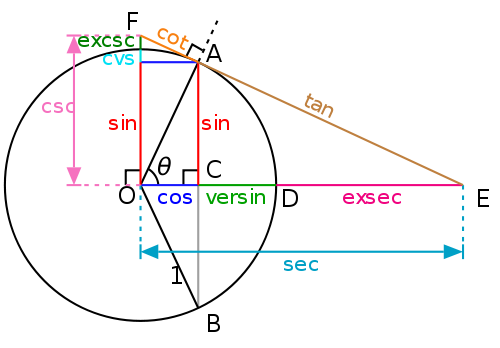 F
excsc
cot
A
cvs
csc
tan
sin
sin
θ
C
O
cos
versin
D
exsec
E
1
sec
B